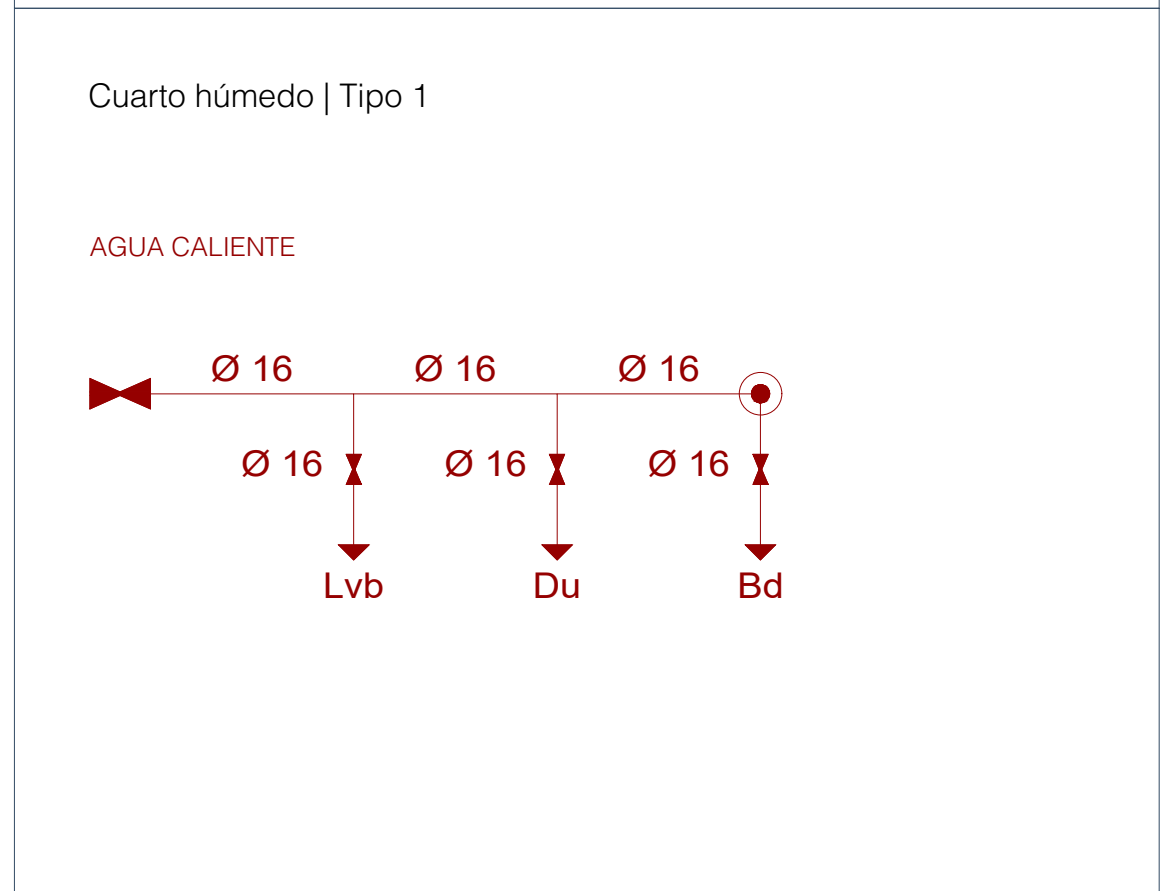 Cuarto húmedo | Tipo 1
AGUA CALIENTE
Ø 16 Ø 16 Ø 16
Ø 16 Ø 16 Ø 16
Lvb Du Bd